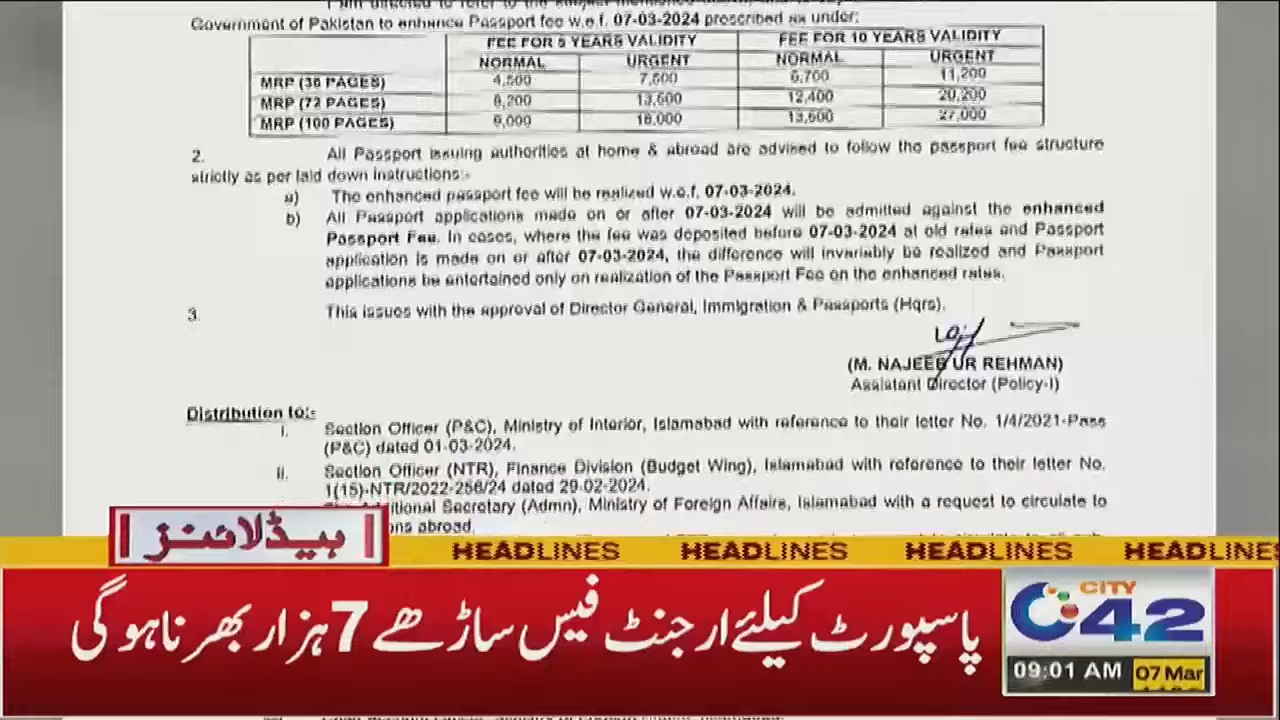 Government of Pakistan to enhance Passport fee w.e.f. 07-03-2024 prescribed as under:
FEE FOR 5 YEARS VALIDITY FEE FOR 10 YEARS VALIDITY
NORMAL URGENT NORMAL URGENT
MRP (36 PAGES) 4,500 7,500 6,700 11,200
MRP (72 PAGES) 8,200 13,500 12,400 20,200
MRP (100 PAGES) 9,000 18,000 13,500 27,000
2. All Passport issuing authorities at home & abroad are advised to follow the passport fee structure
strictly as per laid down instructions:-
a) The enhanced passport fee will be realized w.e.f. 07-03-2024.
b) All Passport applications made on or after 07-03-2024 will be admitted against the enhanced
Passport Fee. In cases, where the fee was deposited before 07-03-2024 at old rates and Passport
application is made on or after 07-03-2024, the difference will invariably be realized and Passport
applications be entertained only on realization of the Passport Fee on the enhanced rates.
3. This issues with the approval of Director General, Immigration & Passports (Hqrs).
(M. NAJEEB UR REHMAN)
Assistant Director (Policy-I)
Distribution to:-
i. Section Officer (P&C), Ministry of Interior, Islamabad with reference to their letter No. 1/4/2021-Pass
(P&C) dated 01-03-2024.
ii. Section Officer (NTR), Finance Division (Budget Wing), Islamabad with reference to their letter No.
1(15)-NTR/2022-256/24 dated 29-02-2024.
Secretary (Admn), Ministry of Foreign Affairs, Islamabad with a request to circulate to
abroad.
ہیڈلائنز
HEADLINES HEADLINES HEADLINES HEADLINES
پاسپورٹ کیلئے ارجنٹ فیس ساڑھے 7 ہزار بھرنا ہوگی
CITY
42
09:01 AM 07 Mar